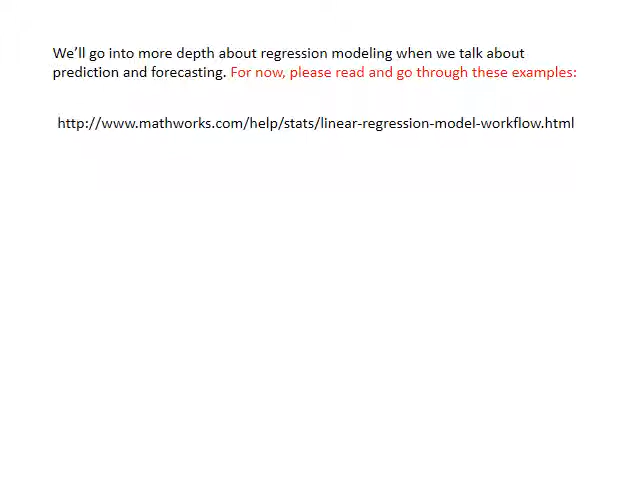 We’ll go into more depth about regression modeling when we talk about
prediction and forecasting. For now, please read and go through these examples:
http://www.mathworks.com/help/stats/linear-regression-model-workflow.html